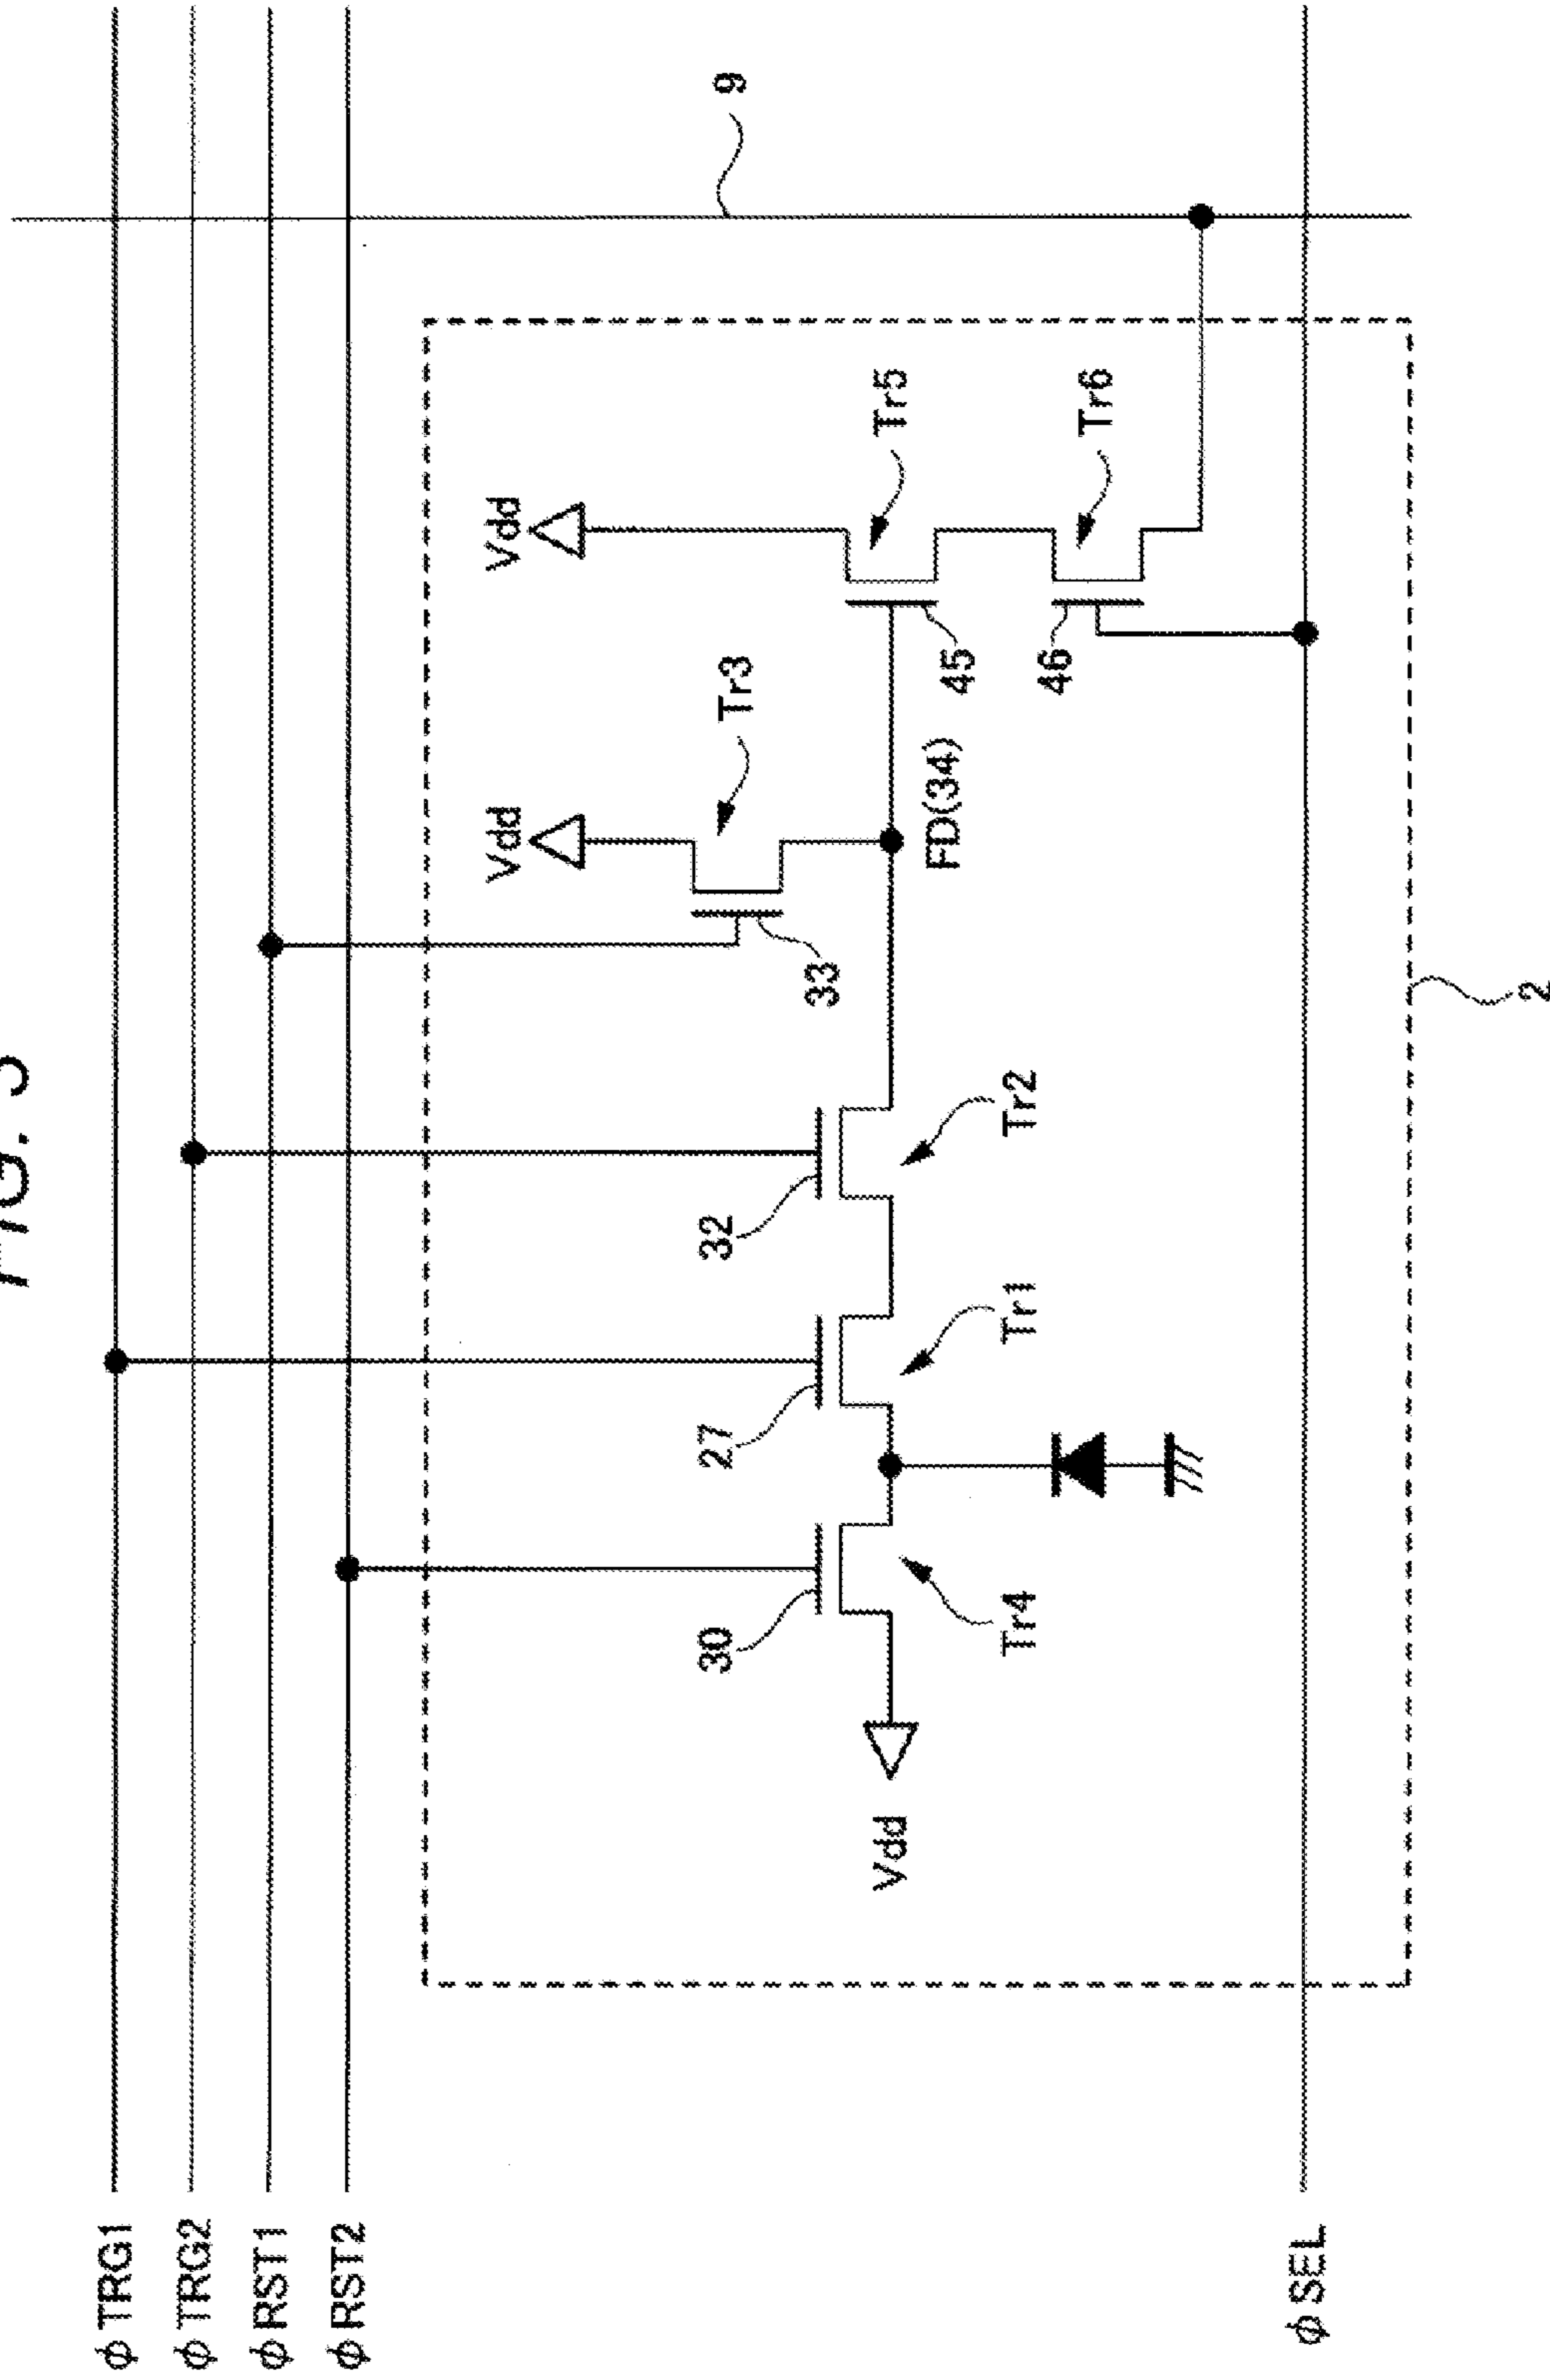 FIG. 3
φTRG1
φTRG2
φRST1
φRST2
9
Vdd
Vdd
Tr3
Tr5
33
32
27
30
45
Tr6
FD(34)
46
Vdd
Tr4
Tr1
Tr2
φSEL
2